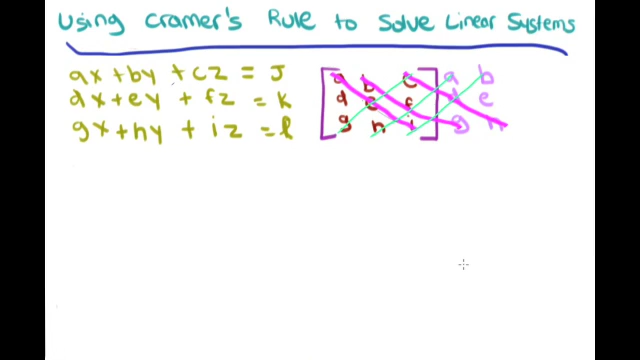 Using Cramer's Rule to Solve Linear Systems
ax + by + cz = J
dx + ey + fz = k
gx + hy + iz = l
a b c a b
d e f d e
g h i g h